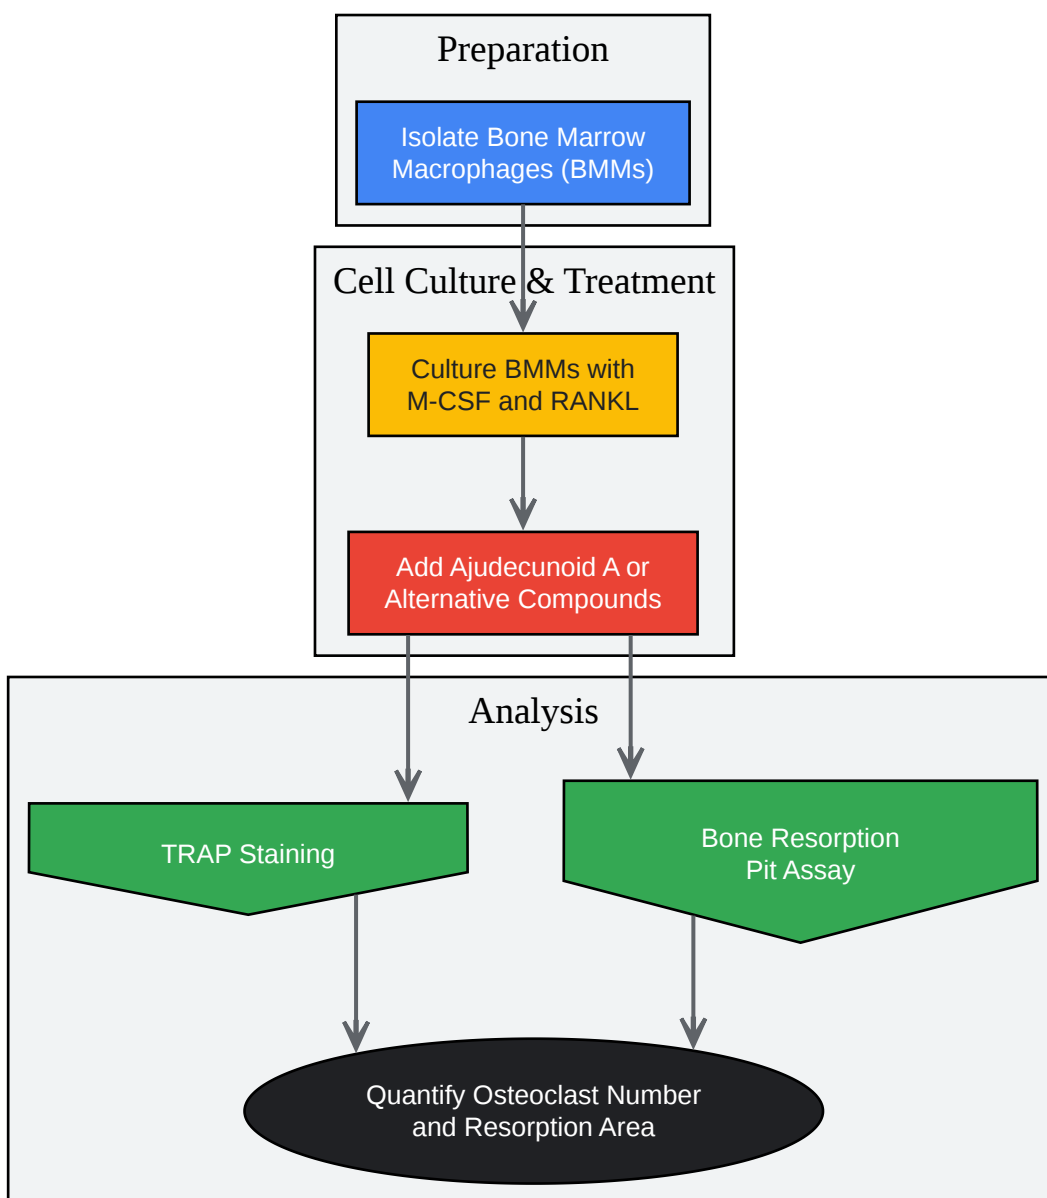 Preparation
Isolate Bone Marrow
Macrophages (BMMs)
Cell Culture & Treatment
Culture BMMs with
M-CSF and RANKL
Add Ajudecunoid A or
Alternative Compounds
Analysis
TRAP Staining
Bone Resorption
Pit Assay
Quantify Osteoclast Number
and Resorption Area